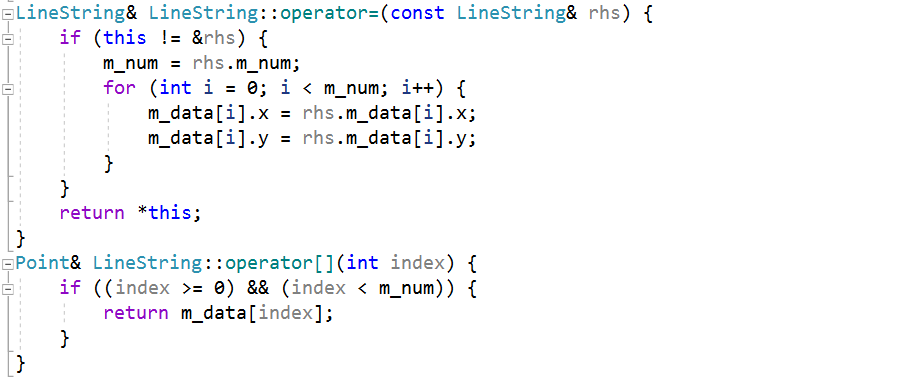 LineString& LineString::operator=(const LineString& rhs) {
    if (this != &rhs) {
        m_num = rhs.m_num;
        for (int i = 0; i < m_num; i++) {
            m_data[i].x = rhs.m_data[i].x;
            m_data[i].y = rhs.m_data[i].y;
        }
    }
    return *this;
}
Point& LineString::operator[](int index) {
    if ((index >= 0) && (index < m_num)) {
        return m_data[index];
    }
}